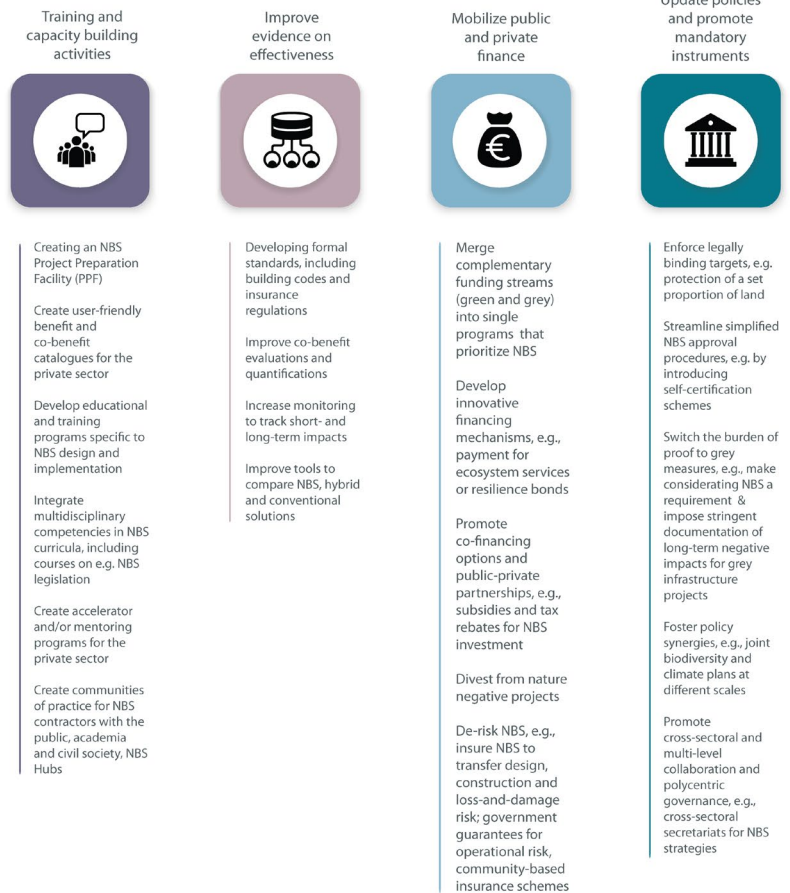 Training and
capacity building
activities
Creating an NBS
Project Preparation
Facility (PPF)
Create user-friendly
benefit and
co-benefit
catalogues for the
private sector
Develop educational
and training
programs specific to
NBS design and
implementation
Integrate
multidisciplinary
competencies in NBS
curricula, including
courses on e.g. NBS
legislation
Create accelerator
and/or mentoring
programs for the
private sector
Create communities
of practice for NBS
contractors with the
public, academia
and civil society, NBS
Hubs
Improve
evidence on
effectiveness
Developing formal
standards, including
building codes and
insurance
regulations
Improve co-benefit
evaluations and
quantifications
Increase monitoring
to track short- and
long-term impacts
Improve tools to
compare NBS, hybrid
and conventional
solutions
Mobilize public
and private
finance
€
Merge
complementary
funding streams
(green and grey)
into single
programs that
prioritize NBS
Develop
innovative
financing
mechanisms, e.g.,
payment for
ecosystem services
or resilience bonds
Promote
co-financing
options and
public-private
partnerships, e.g.,
subsidies and tax
rebates for NBS
investment
Divest from nature
negative projects
De-risk NBS, e.g.,
insure NBS to
transfer design,
construction and
loss-and-damage
risk; government
guarantees for
operational risk,
community-based
insurance schemes
Update policies
and promote
mandatory
instruments
Enforce legally
binding targets, e.g.
protection of a set
proportion of land
Streamline simplified
NBS approval
procedures, e.g. by
introducing
self-certification
schemes
Switch the burden of
proof to grey
measures, e.g., make
considerating NBS a
requirement &
impose stringent
documentation of
long-term negative
impacts for grey
infrastructure
projects
Foster policy
synergies, e.g., joint
biodiversity and
climate plans at
different scales
Promote
cross-sectoral and
multi-level
collaboration and
polycentric
governance, e.g.,
cross-sectoral
secretariats for NBS
strategies